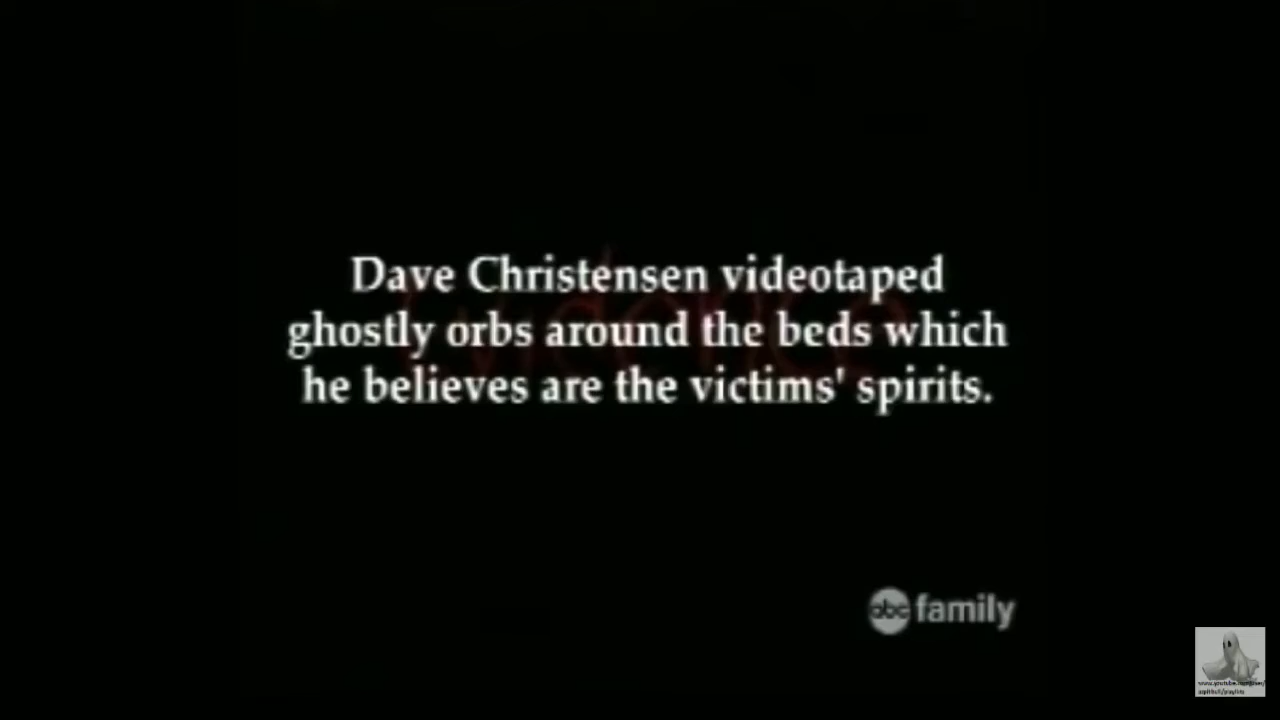 Dave Christensen videotaped
ghostly orbs around the beds which
he believes are the victims' spirits.
abc family